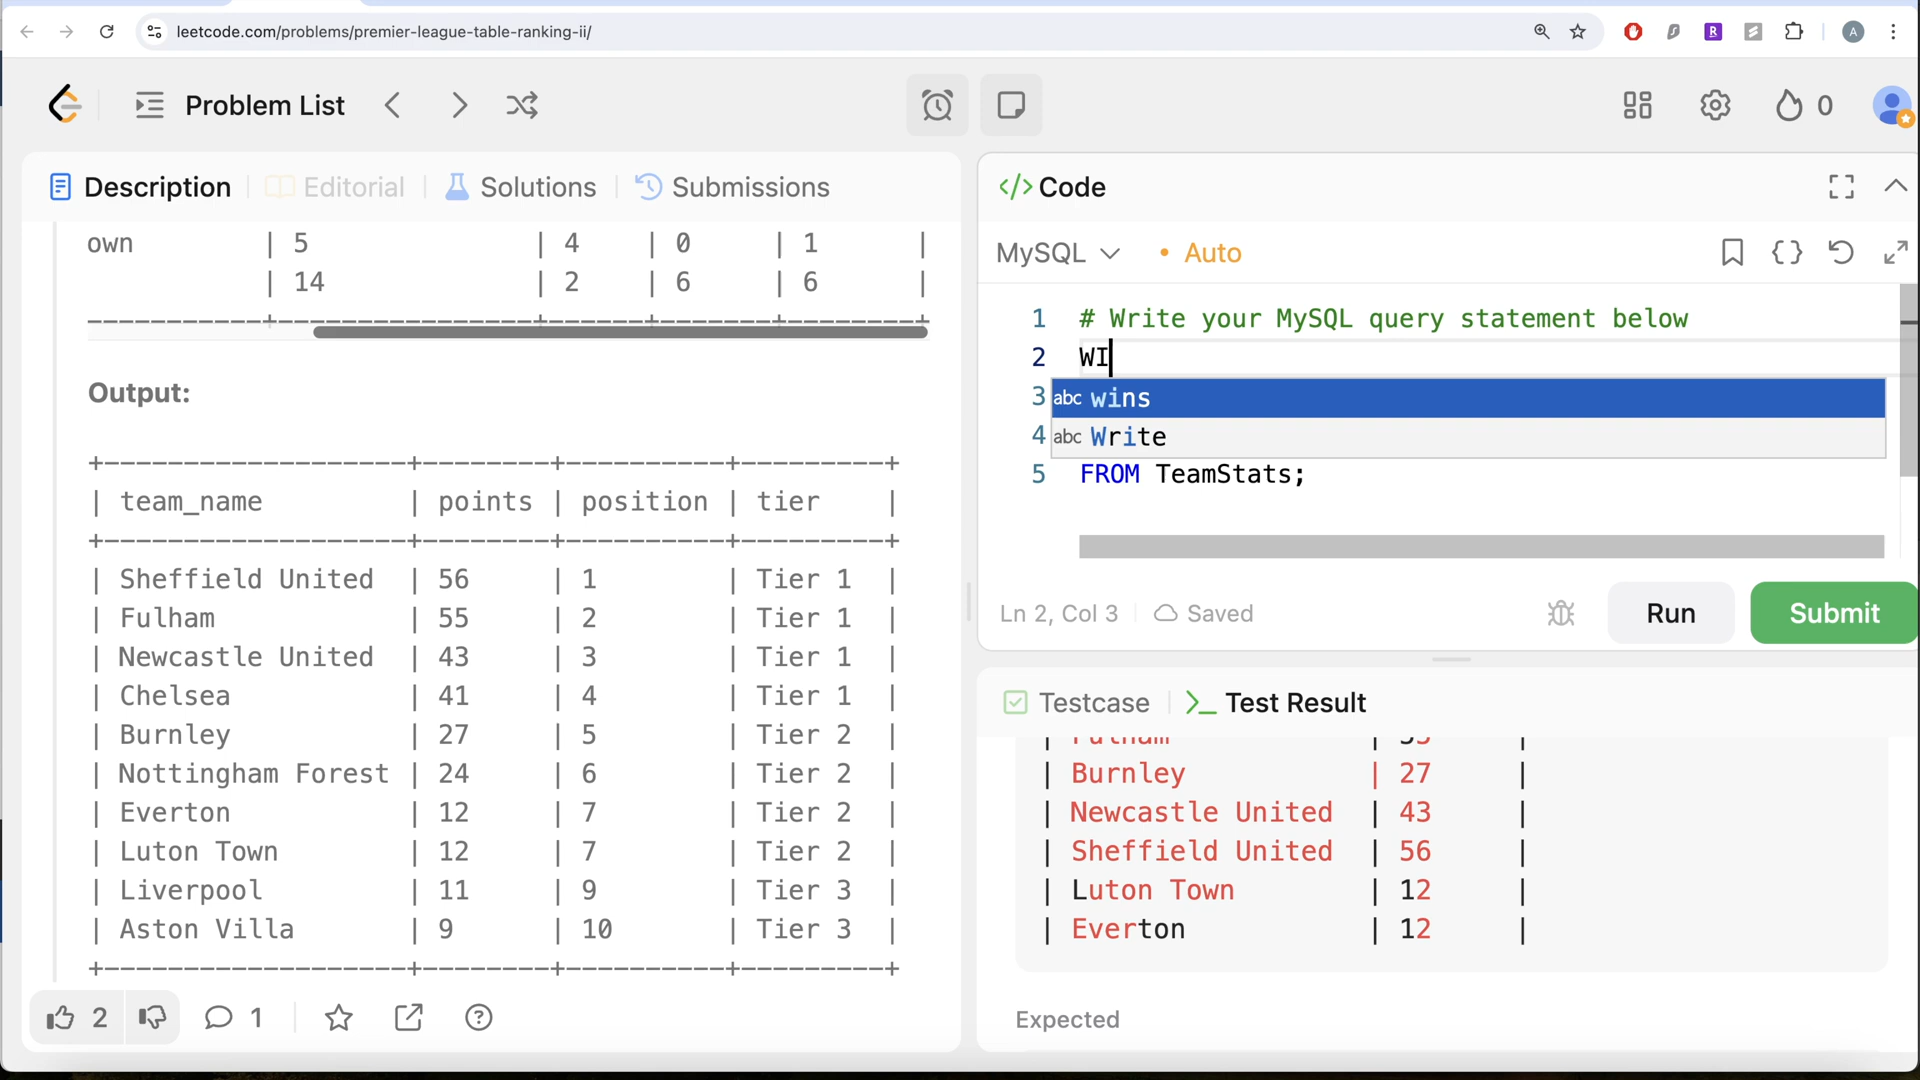 leetcode.com/problems/premier-league-table-ranking-ii/
A
Problem List
0
Description
Editorial
Solutions
Submissions
own | 5 | 4 | 0 | 1 |
| 14 | 2 | 6 | 6 |
Output:
| team_name | points | position | tier |
| Sheffield United | 56 | 1 | Tier 1 |
| Fulham | 55 | 2 | Tier 1 |
| Newcastle United | 43 | 3 | Tier 1 |
| Chelsea | 41 | 4 | Tier 1 |
| Burnley | 27 | 5 | Tier 2 |
| Nottingham Forest | 24 | 6 | Tier 2 |
| Everton | 12 | 7 | Tier 2 |
| Luton Town | 12 | 7 | Tier 2 |
| Liverpool | 11 | 9 | Tier 3 |
| Aston Villa | 9 | 10 | Tier 3 |
2
1
</> Code
MySQL
• Auto
1 # Write your MySQL query statement below
2 WI
3 abc wins
4 abc Write
5 FROM TeamStats;
Ln 2, Col 3
Saved
Run
Submit
Testcase
Test Result
| Burnley | 27 |
| Newcastle United | 43 |
| Sheffield United | 56 |
| Luton Town | 12 |
| Everton | 12 |
Expected